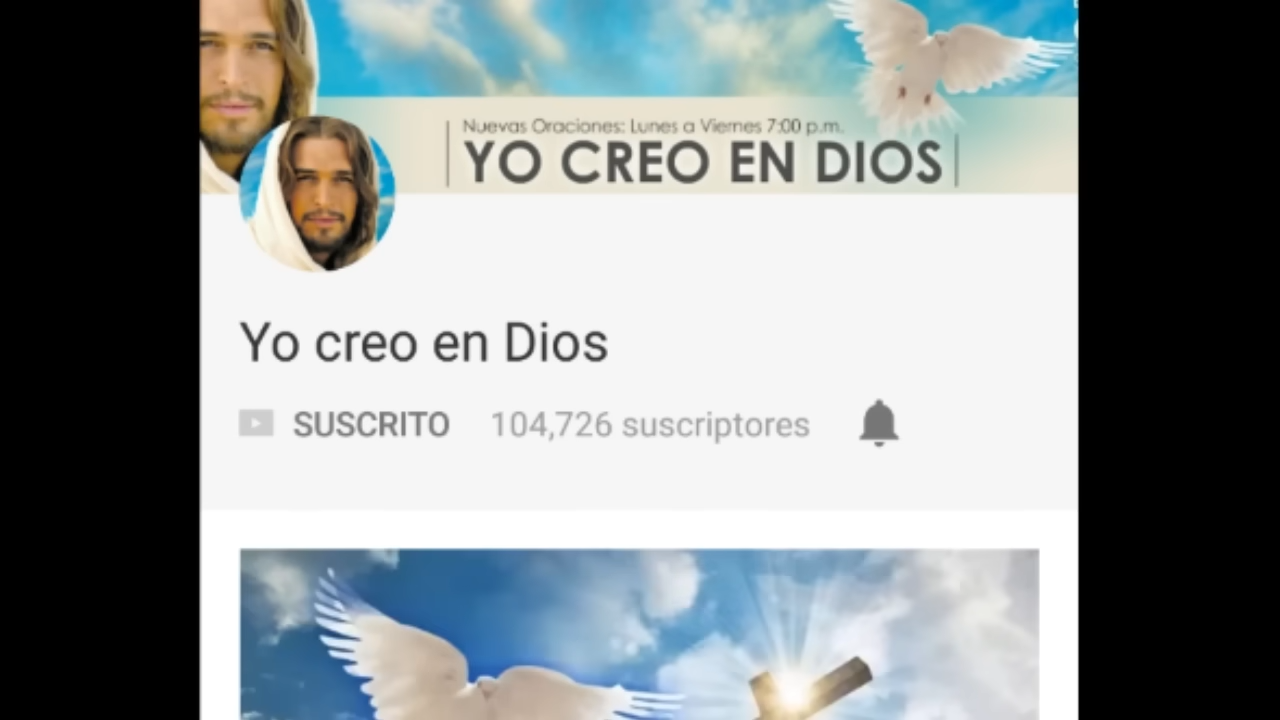 Nuevas Oraciones: Lunes a Viernes 7:00 p.m.
YO CREO EN DIOS
Yo creo en Dios
SUSCRITO 104,726 suscriptores